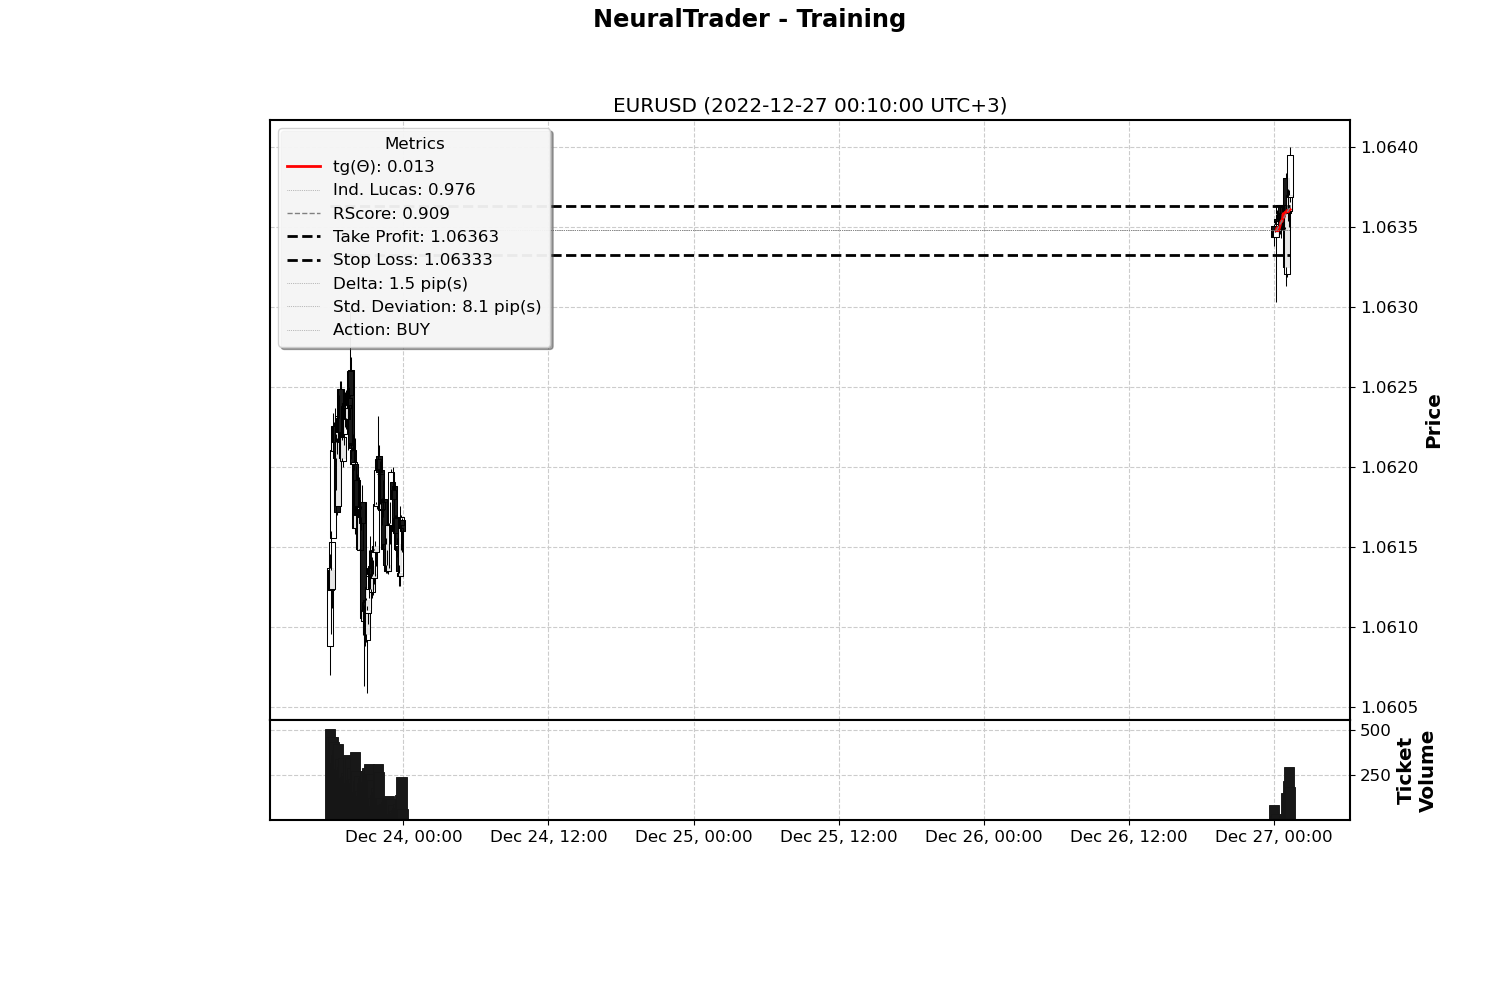 NeuralTrader - Training
EURUSD (2022-12-27 00:10:00 UTC+3)
Metrics
tg(Θ): 0.013
Ind. Lucas: 0.976
RScore: 0.909
Take Profit: 1.06363
Stop Loss: 1.06333
Delta: 1.5 pip(s)
Std. Deviation: 8.1 pip(s)
Action: BUY
1.0640
1.0635
1.0630
1.0625
1.0620
1.0615
1.0610
1.0605
Price
500
250
Ticket
Volume
Dec 24, 00:00
Dec 24, 12:00
Dec 25, 00:00
Dec 25, 12:00
Dec 26, 00:00
Dec 26, 12:00
Dec 27, 00:00